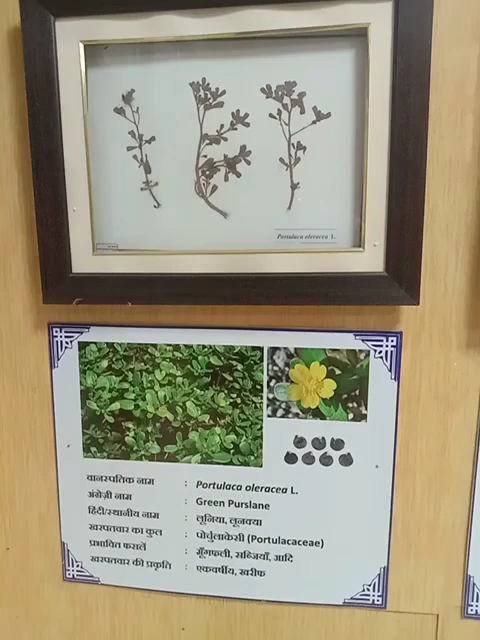 Portulaca oleracea L.
वानस्पतिक नाम : Portulaca oleracea L.
अंग्रेज़ी नाम : Green Purslane
हिंदी/स्थानीय नाम : लूनिया, लूनक्या
खरपतवार का कुल : पोर्चुलाकेसी (Portulacaceae)
प्रभावित फसलें : मूँगफली, सब्जियाँ, आदि
खरपतवार की प्रकृति : एकवर्षीय, खरीफ